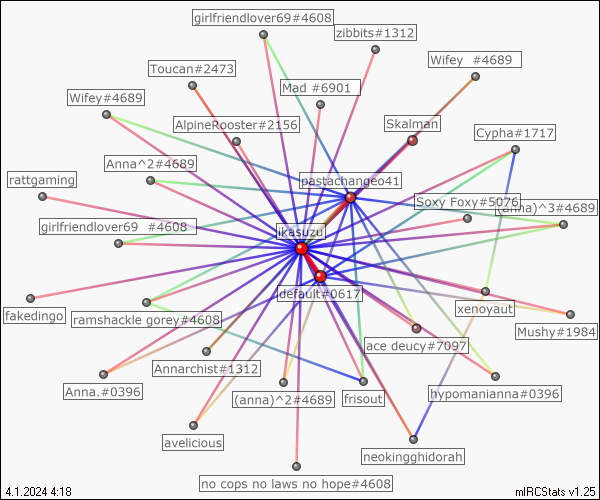 girlfriendlover69#4608
zibbits#1312
Wifey  #4689
Toucan#2473
Mad #6901
Wifey#4689
AlpineRooster#2156
Skalman
Cypha#1717
Anna^2#4689
pastachangeo41
rattgaming
Soxy Foxy#5076
(anna)^3#4689
girlfriendlover69  #4608
ikasuzu
default#0617
fakedingo
ramshackle gorey#4608
xenoyaut
Mushy#1984
ace deucy#7097
Annarchist#1312
Anna.#0396
(anna)^2#4689
frisout
hypomanianna#0396
avelicious
neokingghidorah
no cops no laws no hope#4608
4.1.2024 4:18
mIRCStats v1.25